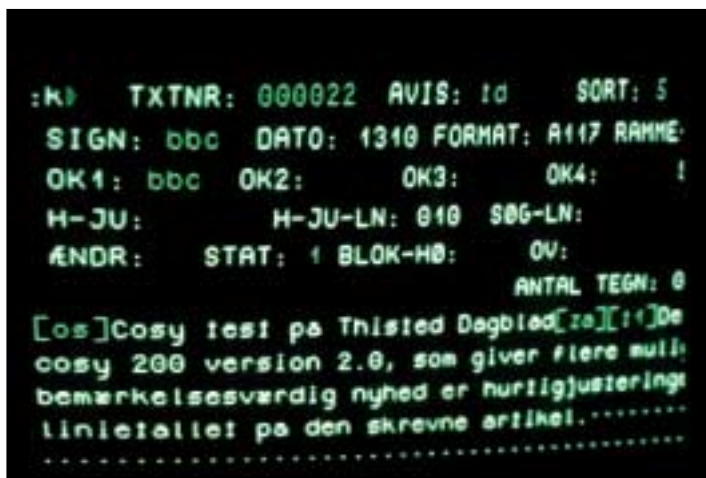 :k TXTNR: 000022 AVIS: td SORT: 5
SIGN: bbc DATO: 1310 FORMAT: A117 RAMME
OK1: bbc OK2: OK3: OK4:
H-JU: H-JU-LN: 010 SØG-LN:
ÆNDR: STAT: 1 BLOK-HØ: OV:
ANTAL TEGN: 0
[os]Cosy test på Thisted Dagblad[za][t1]De
cosy 200 version 2.0, som giver flere muli
bemærkelsesværdig nyhed er hurtigjustering
linietallet på den skrevne artikel.